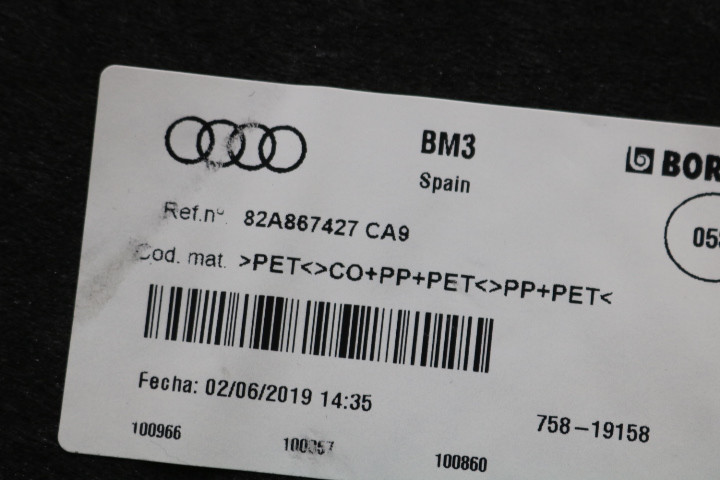 BM3
Spain
BOR
Ref.nº. 82A867427 CA9
Cod. mat. >PET<>CO+PP+PET<>PP+PET<
Fecha: 02/06/2019 14:35
758-19158
100966
100860